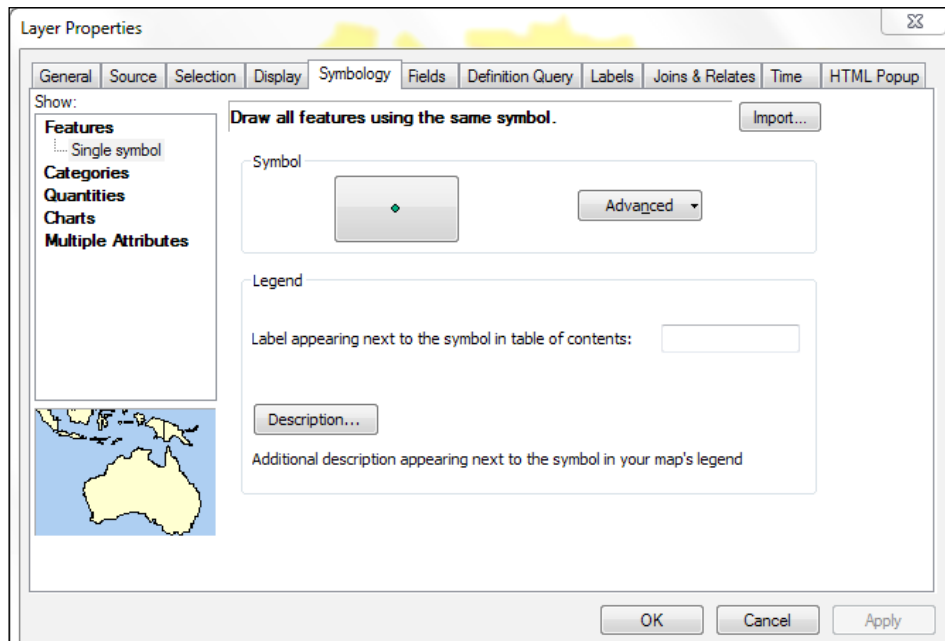 Layer Properties
General Source Selection Display Symbology Fields Definition Query Labels Joins & Relates Time HTML Popup
Show:
Features
Single symbol
Categories
Quantities
Charts
Multiple Attributes
Draw all features using the same symbol.
Import...
Symbol
Advanced
Legend
Label appearing next to the symbol in table of contents:
Description...
Additional description appearing next to the symbol in your map's legend
OK Cancel Apply